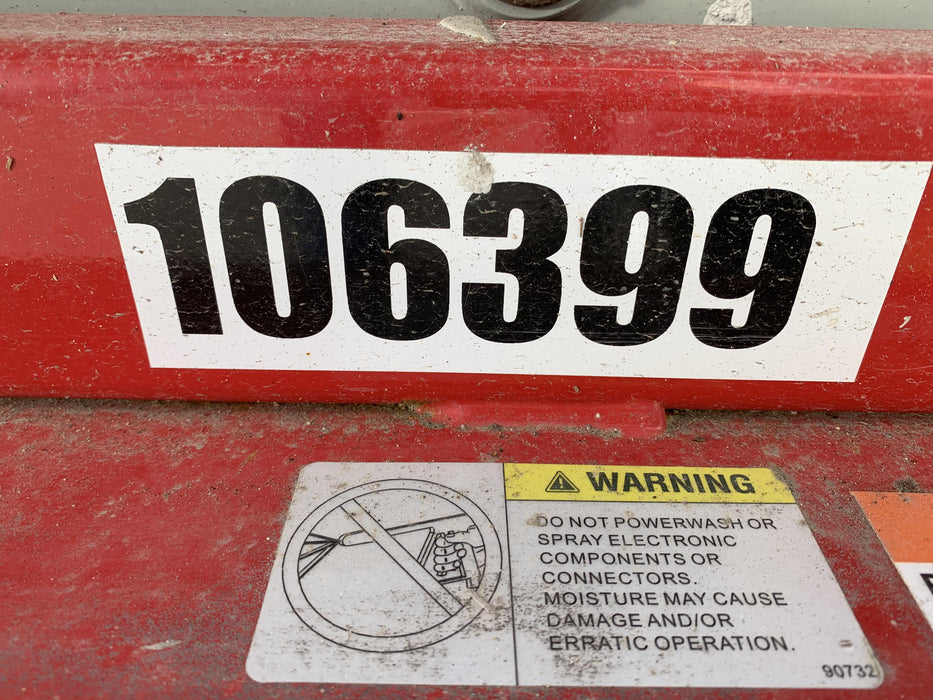 106399
WARNING
DO NOT POWERWASH OR
SPRAY ELECTRONIC
COMPONENTS OR
CONNECTORS.
MOISTURE MAY CAUSE
DAMAGE AND/OR
ERRATIC OPERATION.
90732